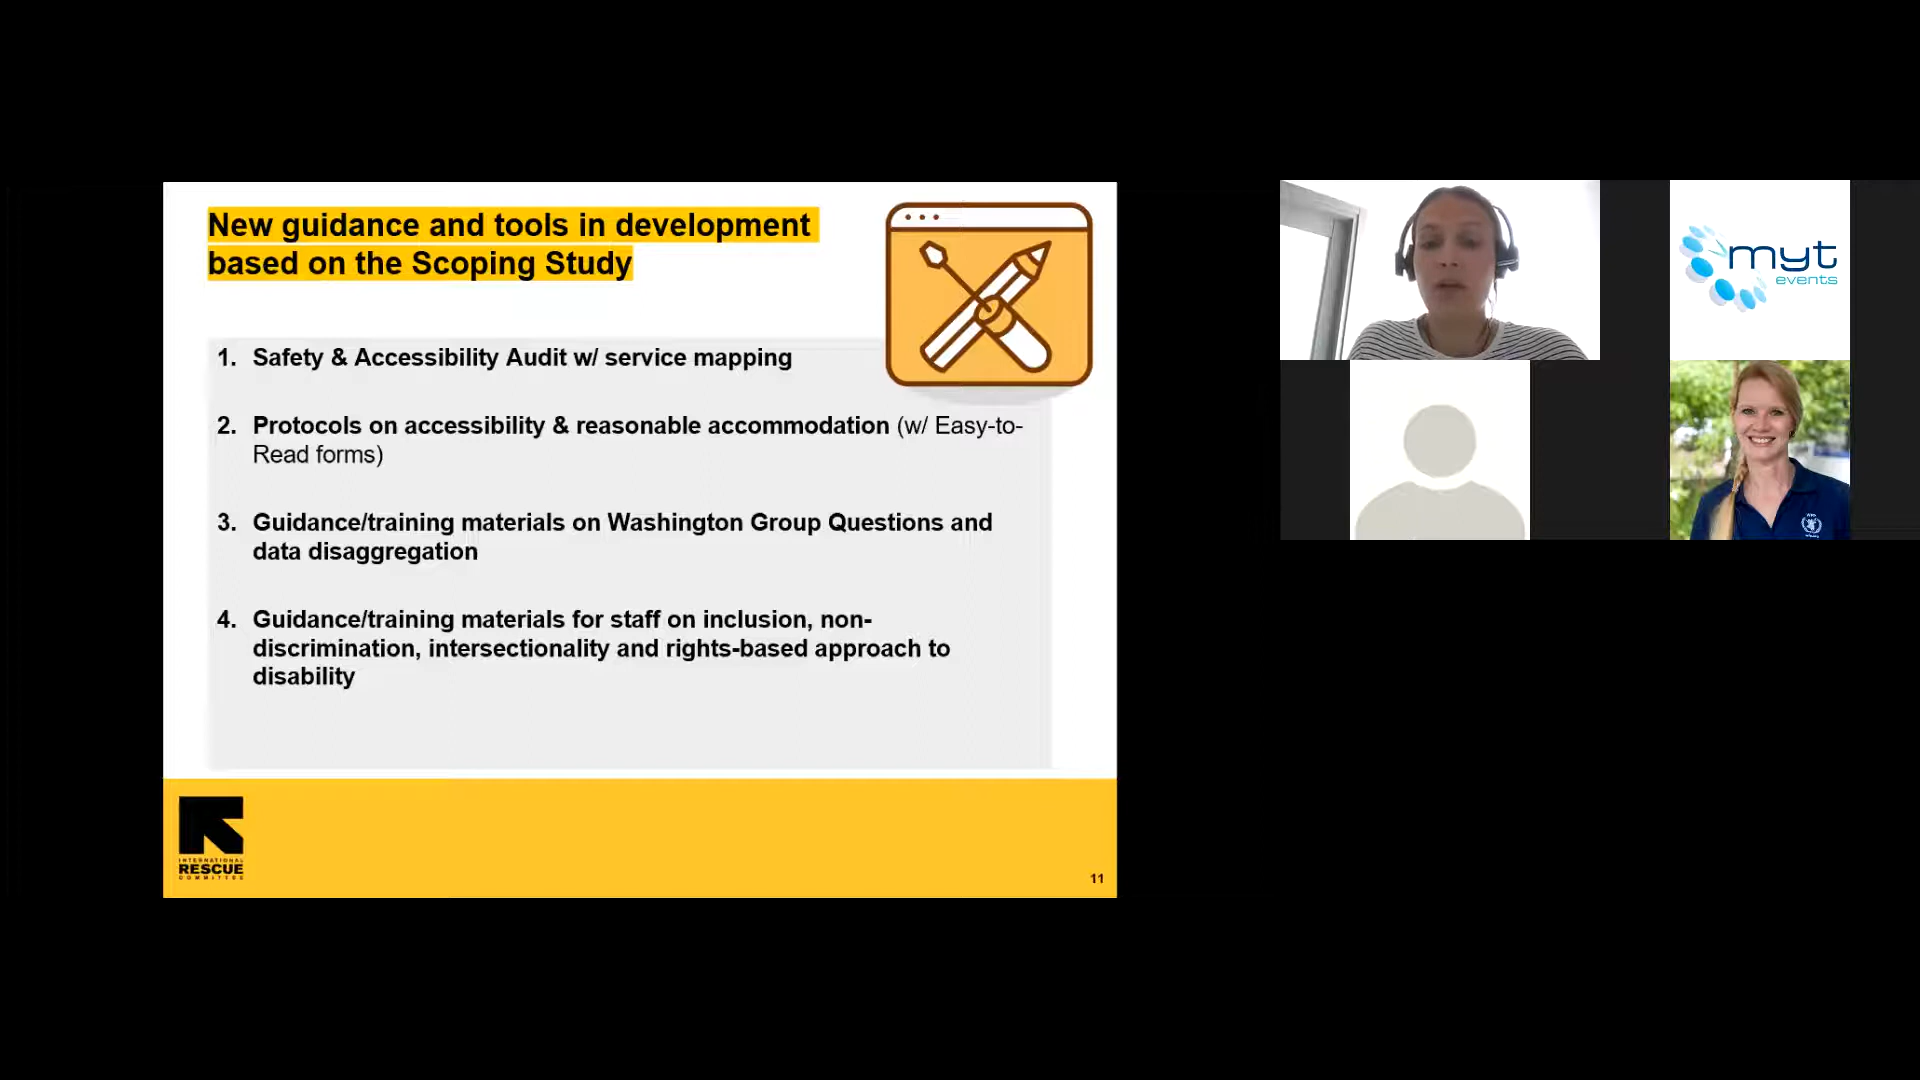 New guidance and tools in development
based on the Scoping Study
1. Safety & Accessibility Audit w/ service mapping
2. Protocols on accessibility & reasonable accommodation (w/ Easy-to-
Read forms)
3. Guidance/training materials on Washington Group Questions and
data disaggregation
4. Guidance/training materials for staff on inclusion, non-
discrimination, intersectionality and rights-based approach to
disability
INTERNATIONAL
RESCUE
COMMITTEE
11
myt
events